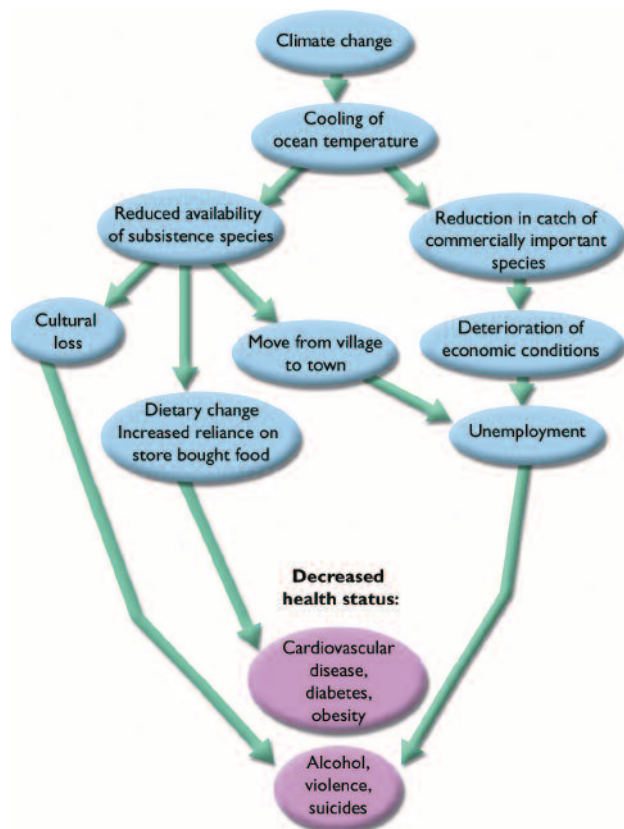 Climate change
Cooling of
ocean temperature
Reduced availability
of subsistence species
Reduction in catch of
commercially important
species
Cultural
loss
Move from village
to town
Deterioration of
economic conditions
Dietary change
Increased reliance on
store bought food
Unemployment
Decreased
health status:
Cardiovascular
disease,
diabetes,
obesity
Alcohol,
violence,
suicides